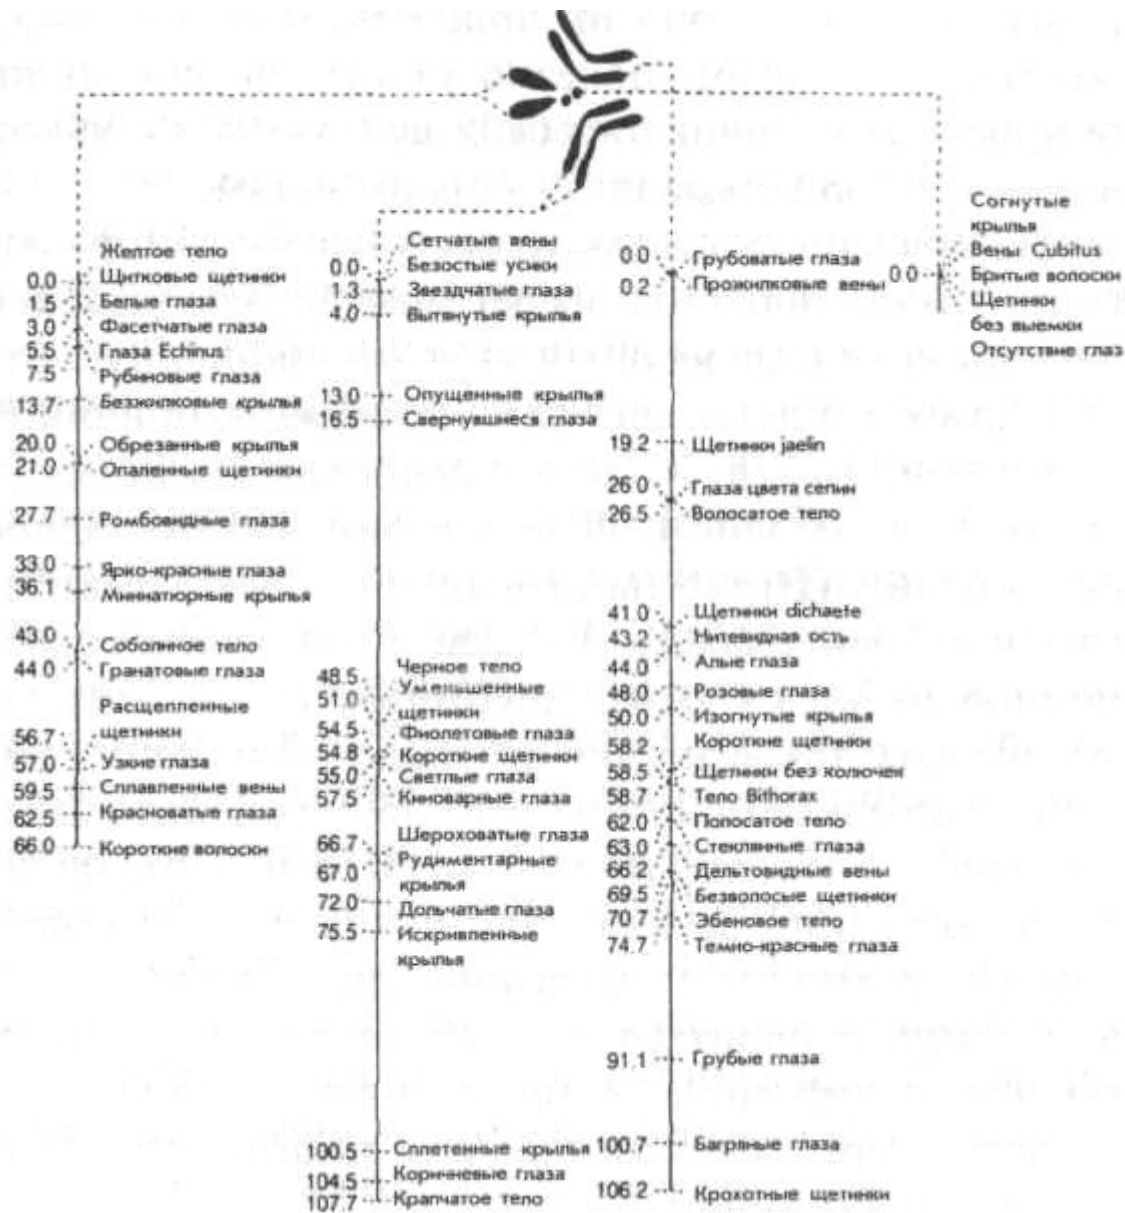 Желтое тело
0.0 Щитковые щетинки
1.5 Белые глаза
3.0 Фасетчатые глаза
5.5 Глаза Echinus
7.5 Рубиновые глаза
13.7 Безжилковые крылья
20.0 Обрезанные крылья
21.0 Опаленные щетинки
27.7 Ромбовидные глаза
33.0 Ярко-красные глаза
36.1 Миниатюрные крылья
43.0 Соболиное тело
44.0 Гранатовые глаза
Расщепленные
щетинки
56.7
57.0 Узкие глаза
59.5 Сплавленные вены
62.5 Красноватые глаза
66.0 Короткие волоски
Сетчатые вены
0.0 Безостые усики
1.3 Звездчатые глаза
4.0 Вытянутые крылья
13.0 Опущенные крылья
16.5 Свернувшиеся глаза
Черное тело
48.5 Уменьшенные
51.0 щетинки
54.5 Фиолетовые глаза
54.8 Короткие щетинки
55.0 Светлые глаза
57.5 Киноварные глаза
Шероховатые глаза
66.7 Рудиментарные
67.0 крылья
72.0 Дольчатые глаза
75.5 Искривленные
крылья
100.5 Сплетенные крылья
104.5 Коричневые глаза
107.7 Крапчатое тело
0.0 Грубоватые глаза
0.2 Прожилковые вены
19.2 Щетинки jaelin
26.0 Глаза цвета сепии
26.5 Волосатое тело
41.0 Щетинки dichaete
43.2 Нитевидная ость
44.0 Алые глаза
48.0 Розовые глаза
50.0 Изогнутые крылья
58.2 Короткие щетинки
58.5 Щетинки без колючек
58.7 Тело Bithorax
62.0 Полосатое тело
63.0 Стеклянные глаза
66.2 Дельтовидные вены
69.5 Безволосые щетинки
70.7 Эбеновое тело
74.7 Темно-красные глаза
91.1 Грубые глаза
100.7 Багряные глаза
106.2 Крохотные щетинки
Согнутые
крылья
Вены Cubitus
0.0 Бритые волоски
Щетинки
без выемки
Отсутствие глаз